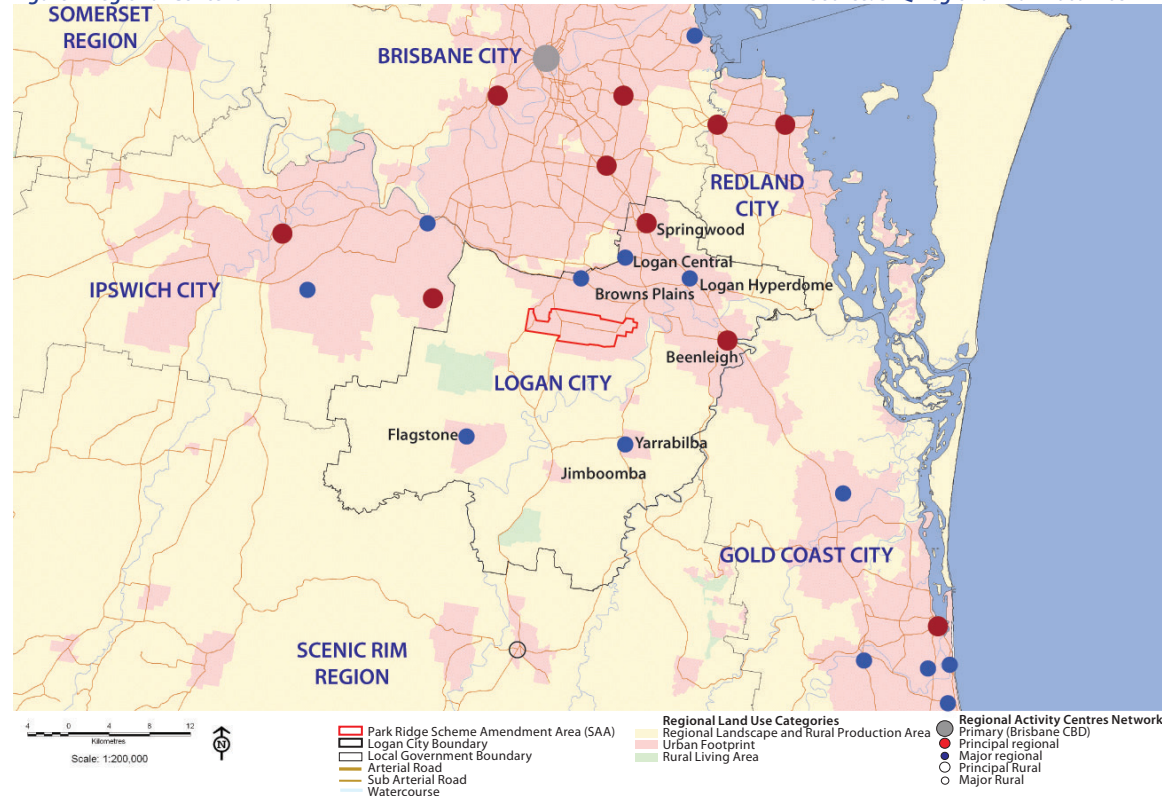 SOMERSET
REGION
BRISBANE CITY
REDLAND
CITY
Springwood
Logan Central
Logan Hyperdome
Browns Plains
IPSWICH CITY
Beenleigh
LOGAN CITY
Flagstone
Yarrabilba
Jimboomba
GOLD COAST CITY
SCENIC RIM
REGION
4 0 4 8 12
Kilometres
Scale: 1:200,000
N
Park Ridge Scheme Amendment Area (SAA)
Logan City Boundary
Local Government Boundary
Arterial Road
Sub Arterial Road
Watercourse
Regional Land Use Categories
Regional Landscape and Rural Production Area
Urban Footprint
Rural Living Area
Regional Activity Centres Network
Primary (Brisbane CBD)
Principal regional
Major regional
Principal Rural
Major Rural